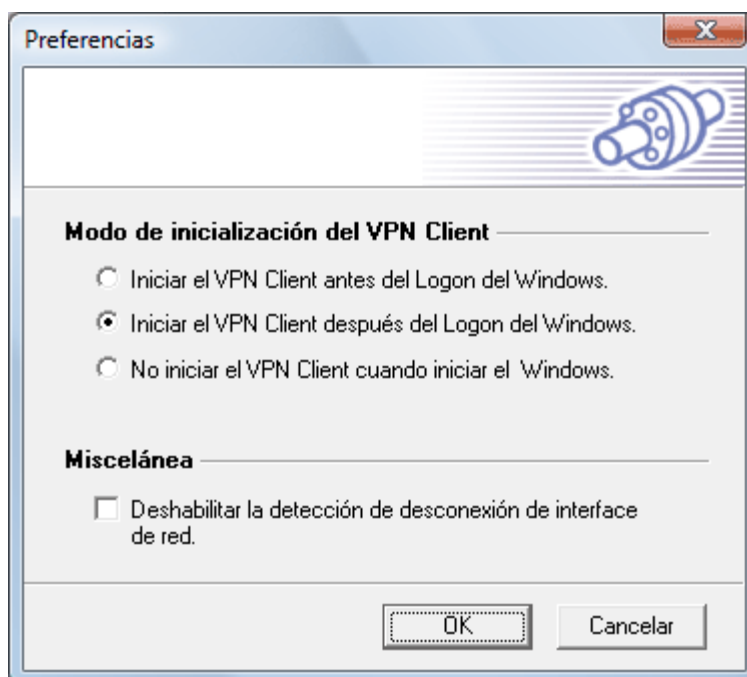 Preferencias
Modo de inicialización del VPN Client
Iniciar el VPN Client antes del Logon del Windows.
Iniciar el VPN Client después del Logon del Windows.
No iniciar el VPN Client cuando iniciar el  Windows.
Miscelánea
Deshabilitar la detección de desconexión de interface
de red.
OK
Cancelar